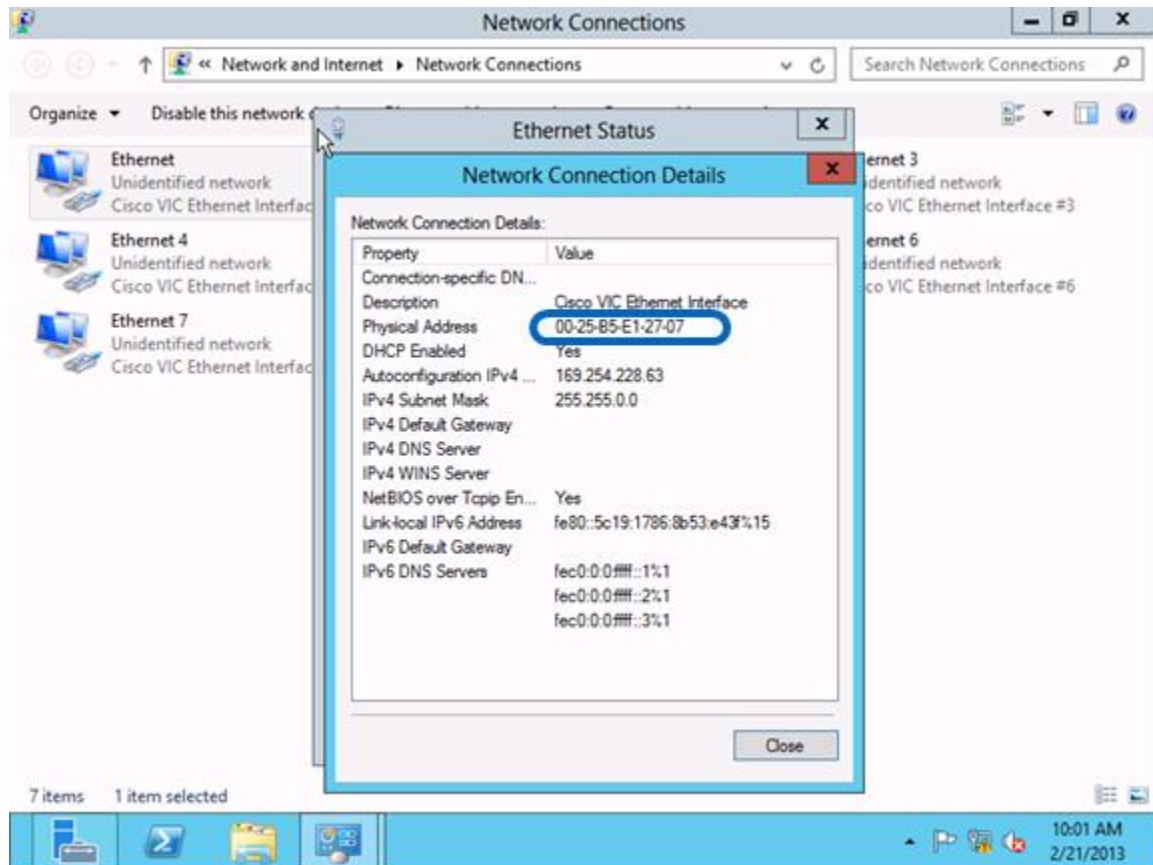 Network Connections
« Network and Internet ▸ Network Connections
Search Network Connections
Organize
Disable this network
Ethernet Status
Ethernet
Unidentified network
Cisco VIC Ethernet Interfac
Ethernet 4
Unidentified network
Cisco VIC Ethernet Interfac
Ethernet 7
Unidentified network
Cisco VIC Ethernet Interfac
ernet 3
identified network
co VIC Ethernet Interface #3
ernet 6
identified network
co VIC Ethernet Interface #6
Network Connection Details
Network Connection Details:
Property Value
Connection-specific DN...
Description Cisco VIC Ethernet Interface
Physical Address 00-25-B5-E1-27-07
DHCP Enabled Yes
Autoconfiguration IPv4 ... 169.254.228.63
IPv4 Subnet Mask 255.255.0.0
IPv4 Default Gateway
IPv4 DNS Server
IPv4 WINS Server
NetBIOS over Tcpip En... Yes
Link-local IPv6 Address fe80::5c19:1786:8b53:e43f%15
IPv6 Default Gateway
IPv6 DNS Servers fec0:0:0:ffff::1%1
fec0:0:0:ffff::2%1
fec0:0:0:ffff::3%1
Close
7 items 1 item selected
10:01 AM
2/21/2013